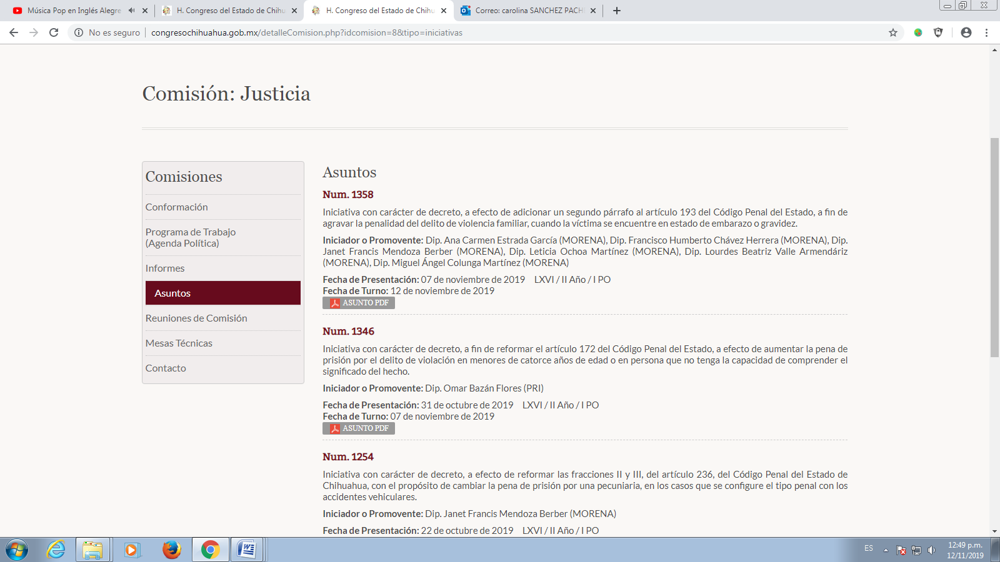 Música Pop en Inglés Alegre
H. Congreso del Estado de Chihu
H. Congreso del Estado de Chihu
Correo: carolina SANCHEZ PACH
No es seguro
congresochihuahua.gob.mx/detalleComision.php?idcomision=8&tipo=iniciativas
Comisión: Justicia
Comisiones
Conformación
Programa de Trabajo
(Agenda Política)
Informes
Asuntos
Reuniones de Comisión
Mesas Técnicas
Contacto
Asuntos
Num. 1358
Iniciativa con carácter de decreto, a efecto de adicionar un segundo párrafo al artículo 193 del Código Penal del Estado, a fin de
agravar la penalidad del delito de violencia familiar, cuando la víctima se encuentre en estado de embarazo o gravidez.
Iniciador o Promovente: Dip. Ana Carmen Estrada García (MORENA), Dip. Francisco Humberto Chávez Herrera (MORENA), Dip.
Janet Francis Mendoza Berber (MORENA), Dip. Leticia Ochoa Martínez (MORENA), Dip. Lourdes Beatriz Valle Armendáriz
(MORENA), Dip. Miguel Ángel Colunga Martínez (MORENA)
Fecha de Presentación: 07 de noviembre de 2019 LXVI / II Año / I PO
Fecha de Turno: 12 de noviembre de 2019
ASUNTO PDF
Num. 1346
Iniciativa con carácter de decreto, a fin de reformar el artículo 172 del Código Penal del Estado, a efecto de aumentar la pena de
prisión por el delito de violación en menores de catorce años de edad o en persona que no tenga la capacidad de comprender el
significado del hecho.
Iniciador o Promovente: Dip. Omar Bazán Flores (PRI)
Fecha de Presentación: 31 de octubre de 2019 LXVI / II Año / I PO
Fecha de Turno: 07 de noviembre de 2019
ASUNTO PDF
Num. 1254
Iniciativa con carácter de decreto, a efecto de reformar las fracciones II y III, del artículo 236, del Código Penal del Estado de
Chihuahua, con el propósito de cambiar la pena de prisión por una pecuniaria, en los casos que se configure el tipo penal con los
accidentes vehiculares.
Iniciador o Promovente: Dip. Janet Francis Mendoza Berber (MORENA)
Fecha de Presentación: 22 de octubre de 2019 LXVI / II Año / I PO
ES
12:49 p.m.
12/11/2019